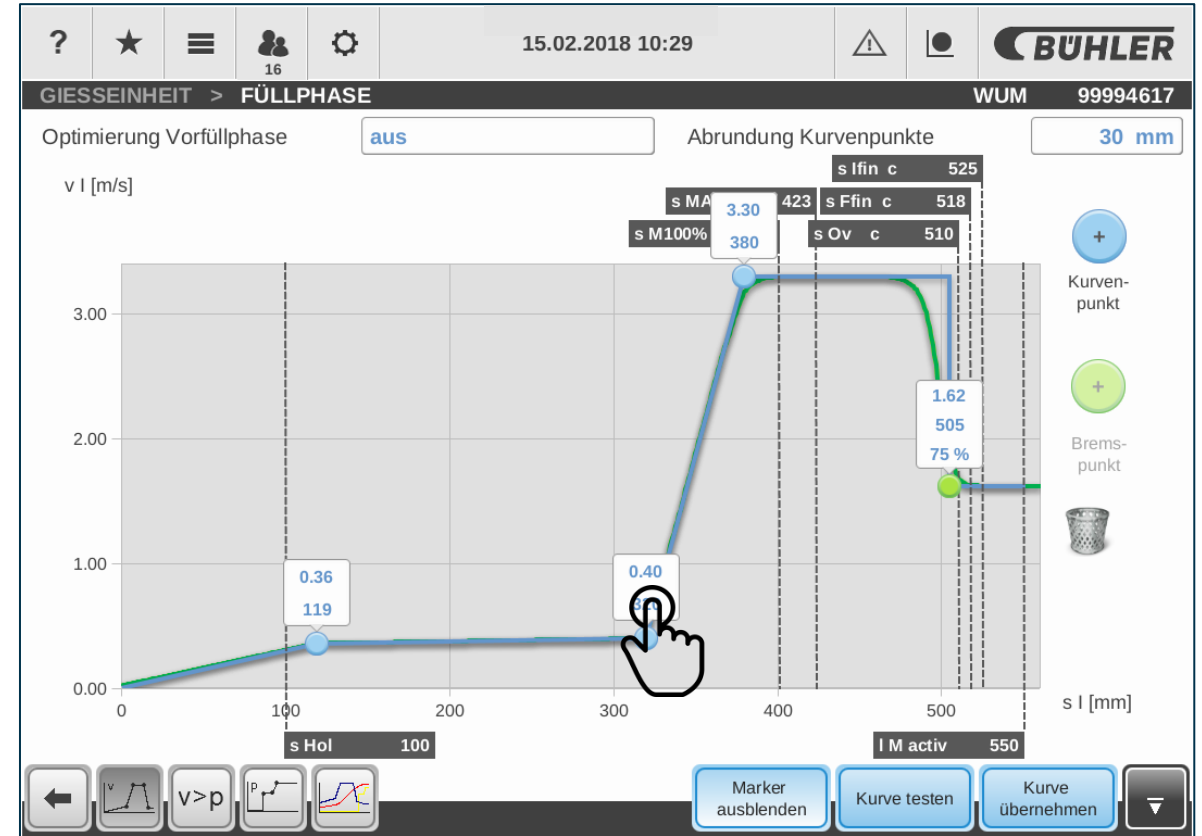 ?
16
15.02.2018 10:29
BÜHLER
GIESSEINHEIT > FÜLLPHASE
WUM 99994617
Optimierung Vorfüllphase
aus
Abrundung Kurvenpunkte
30 mm
v I [m/s]
s Ifin c 525
s MA 423
s Ffin c 518
s M100%
s Ov c 510
3.30
380
+
Kurven-
punkt
3.00
2.00
1.00
0.00
1.62
505
75 %
+
Brems-
punkt
0.36
119
0.40
0
100
200
300
400
500
s I [mm]
s Hol 100
I M activ 550
v
v>p
P
Marker
ausblenden
Kurve testen
Kurve
übernehmen